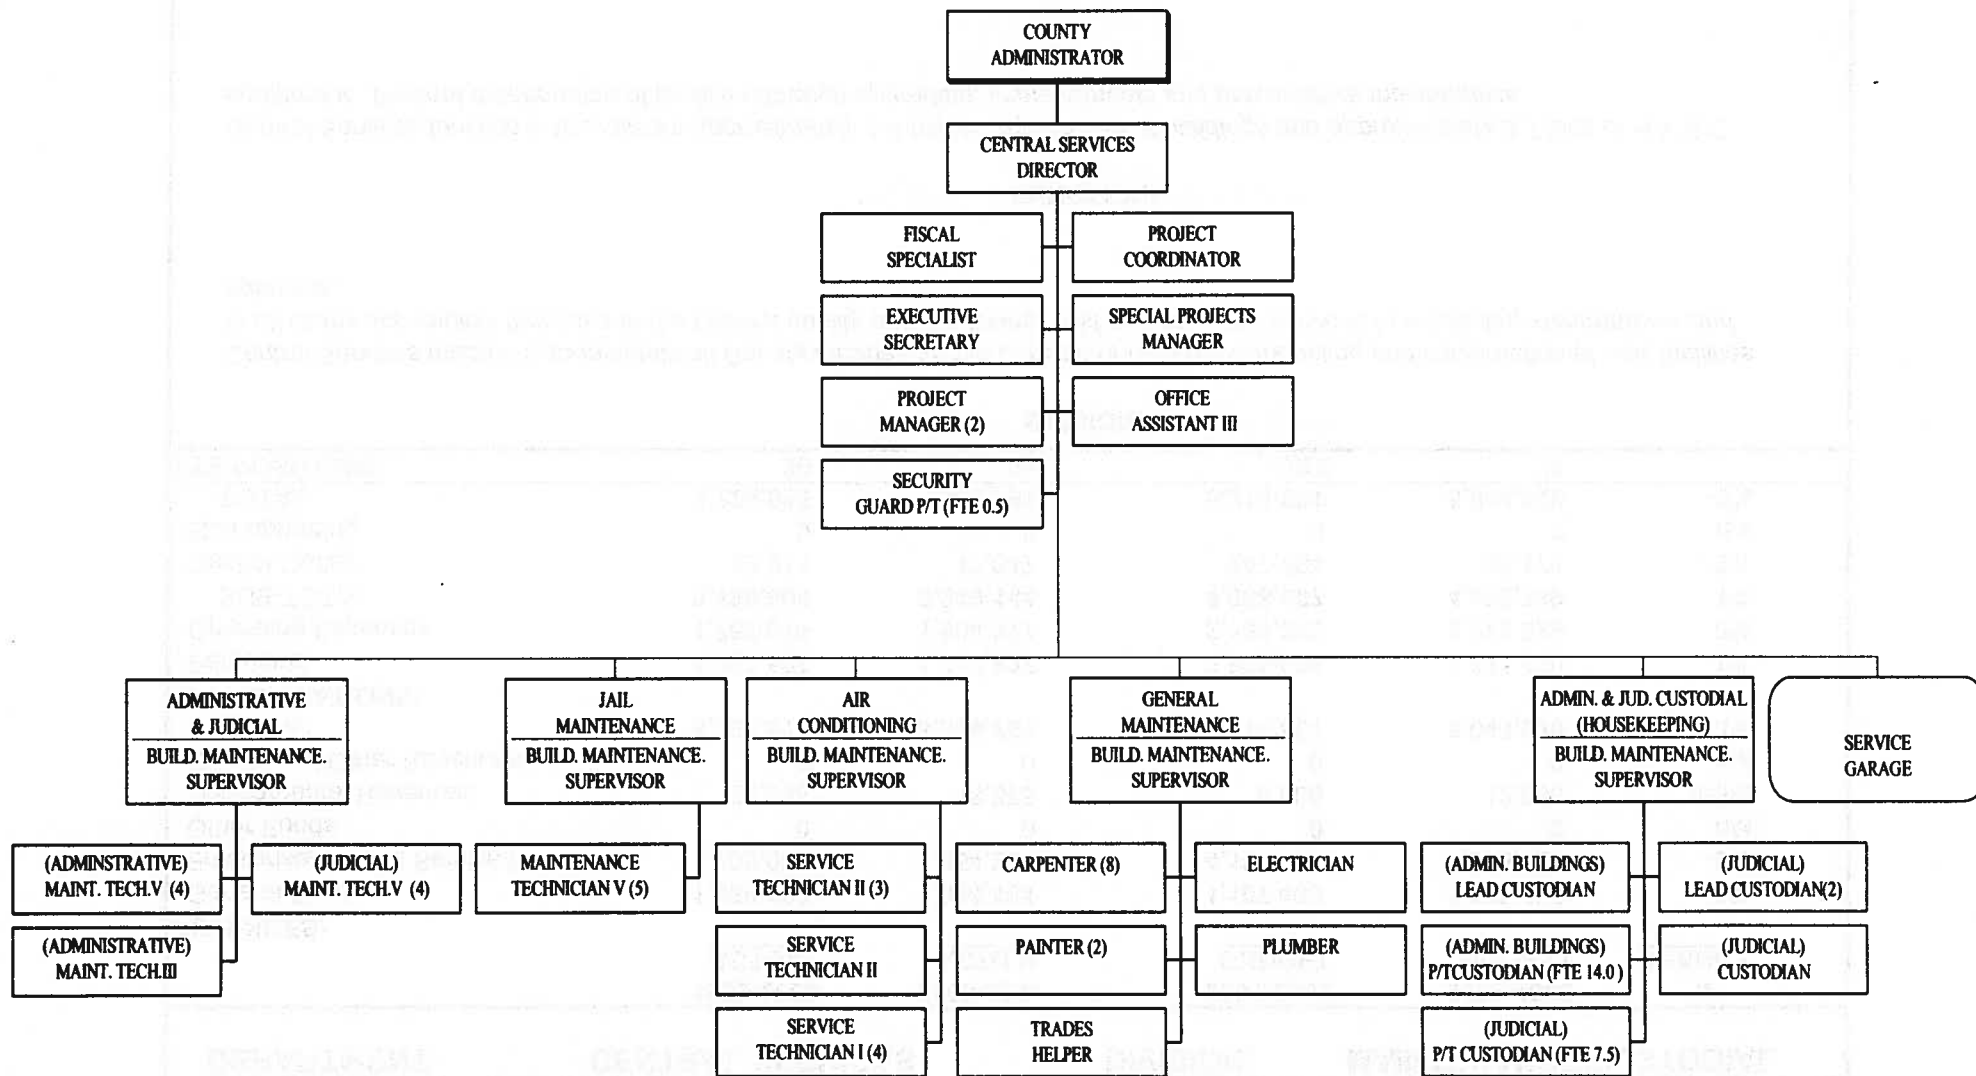 COUNTY
ADMINISTRATOR
CENTRAL SERVICES
DIRECTOR
FISCAL
SPECIALIST
PROJECT
COORDINATOR
EXECUTIVE
SECRETARY
SPECIAL PROJECTS
MANAGER
PROJECT
MANAGER (2)
OFFICE
ASSISTANT III
SECURITY
GUARD P/T (FTE 0.5)
ADMINISTRATIVE
& JUDICIAL
BUILD. MAINTENANCE.
SUPERVISOR
JAIL
MAINTENANCE
BUILD. MAINTENANCE.
SUPERVISOR
AIR
CONDITIONING
BUILD. MAINTENANCE.
SUPERVISOR
GENERAL
MAINTENANCE
BUILD. MAINTENANCE.
SUPERVISOR
ADMIN. & JUD. CUSTODIAL
(HOUSEKEEPING)
BUILD. MAINTENANCE.
SUPERVISOR
SERVICE
GARAGE
(ADMINSTRATIVE)
MAINT. TECH.V (4)
(JUDICIAL)
MAINT. TECH.V (4)
(ADMINISTRATIVE)
MAINT. TECH.III
MAINTENANCE
TECHNICIAN V (5)
SERVICE
TECHNICIAN II (3)
SERVICE
TECHNICIAN II
SERVICE
TECHNICIAN I (4)
CARPENTER (8)
ELECTRICIAN
PAINTER (2)
PLUMBER
TRADES
HELPER
(ADMIN. BUILDINGS)
LEAD CUSTODIAN
(JUDICIAL)
LEAD CUSTODIAN(2)
(ADMIN. BUILDINGS)
P/TCUSTODIAN (FTE 14.0 )
(JUDICIAL)
CUSTODIAN
(JUDICIAL)
P/T CUSTODIAN (FTE 7.5)